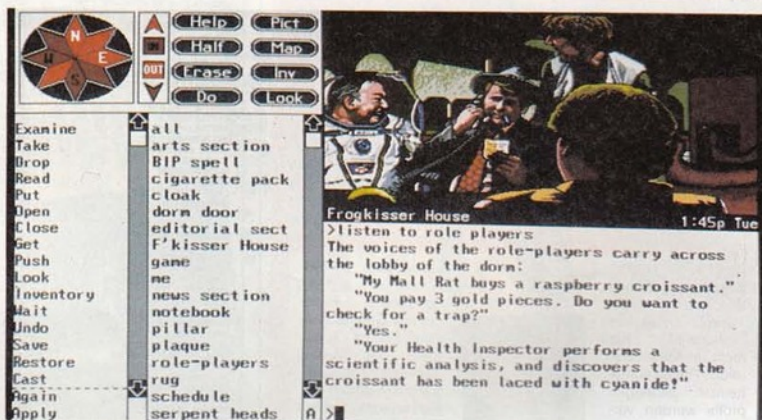 N
E
W
S
OUT
Help
Pict
Half
Map
Erase
Inv
Do
Look
Examine
Take
Drop
Read
Put
Open
Close
Get
Push
Look
Inventory
Wait
Undo
Save
Restore
Cast
Again
Apply
all
arts section
BIP spell
cigarette pack
cloak
dorm door
editorial sect
F'kisser House
game
me
news section
notebook
pillar
plaque
role-players
rug
schedule
serpent heads
A
Frogkisser House
1:45p Tue
>listen to role players
The voices of the role-players carry across
the lobby of the dorm:
"My Mall Rat buys a raspberry croissant."
"You pay 3 gold pieces. Do you want to
check for a trap?"
"Yes."
"Your Health Inspector performs a
scientific analysis, and discovers that the
croissant has been laced with cyanide!"
>